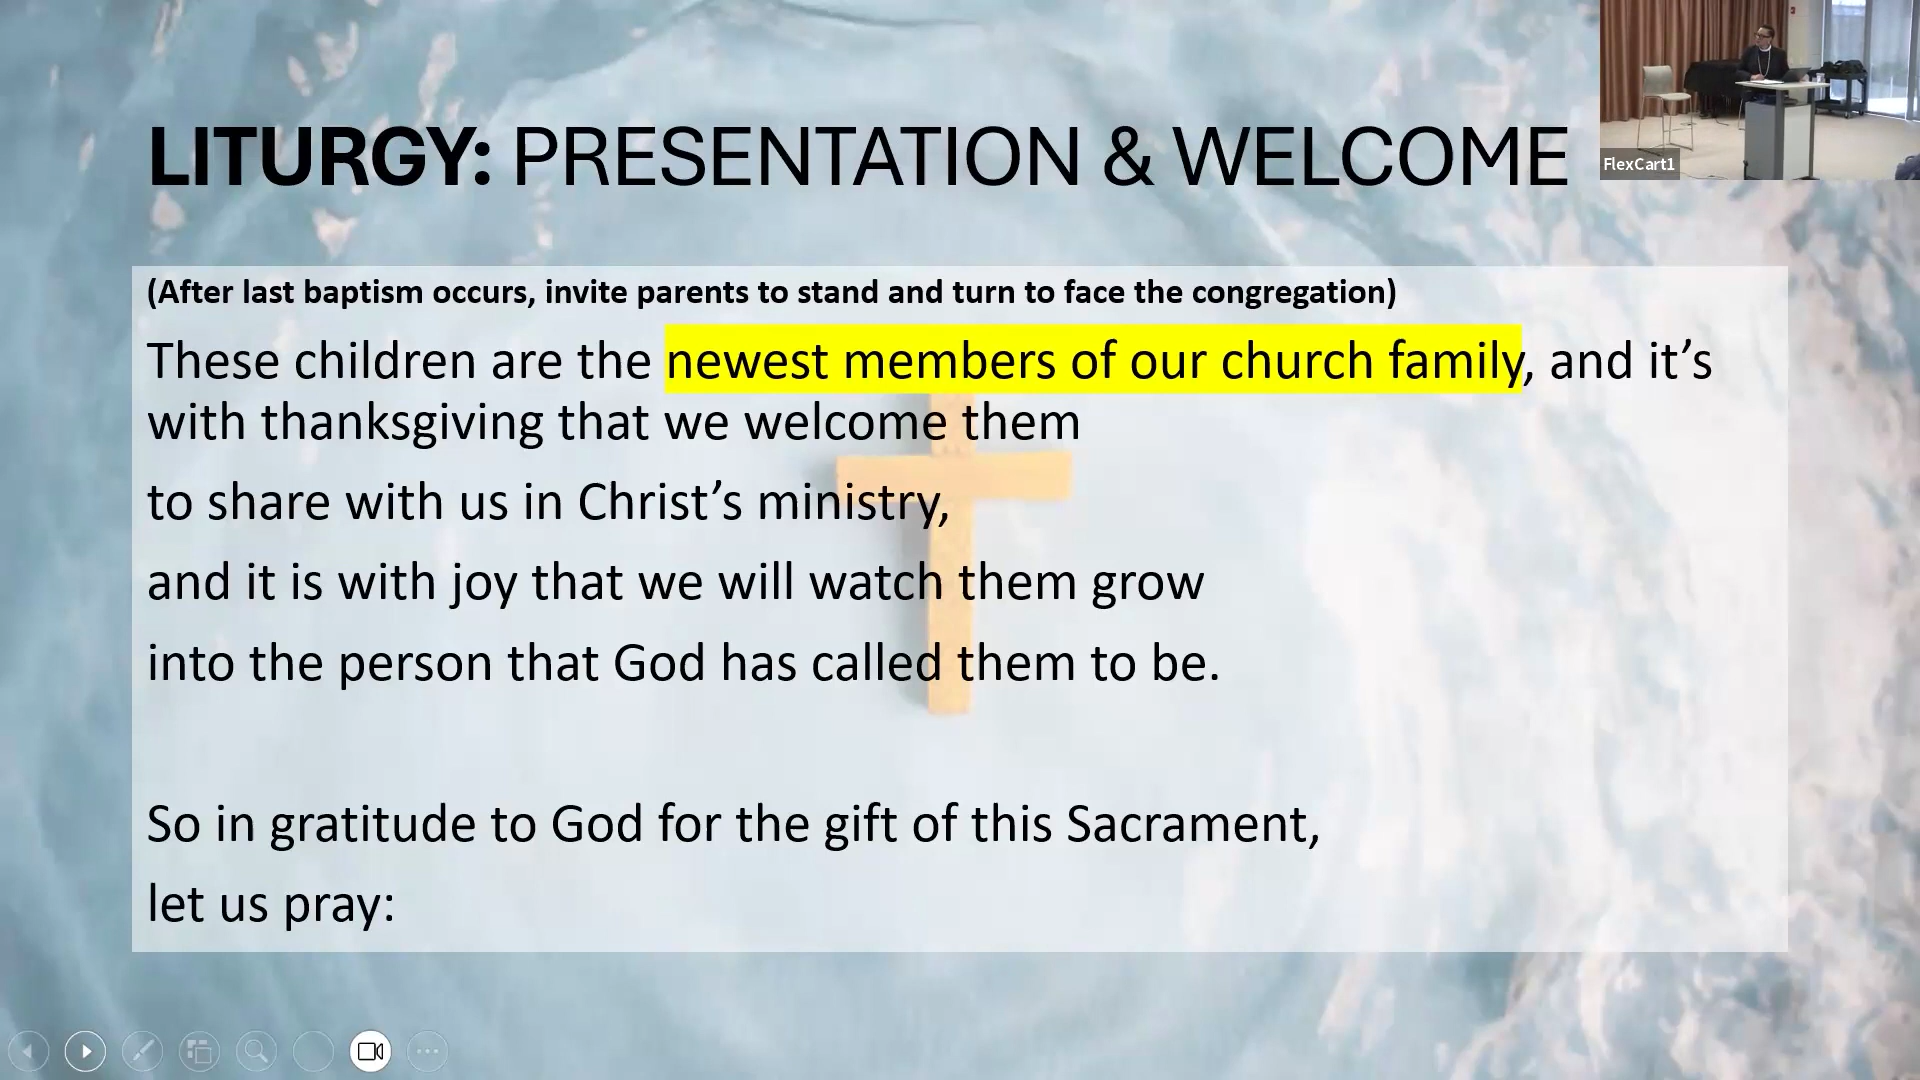 LITURGY: PRESENTATION & WELCOME
FlexCart1
(After last baptism occurs, invite parents to stand and turn to face the congregation)
These children are the newest members of our church family, and it’s
with thanksgiving that we welcome them
to share with us in Christ’s ministry,
and it is with joy that we will watch them grow
into the person that God has called them to be.
So in gratitude to God for the gift of this Sacrament,
let us pray: